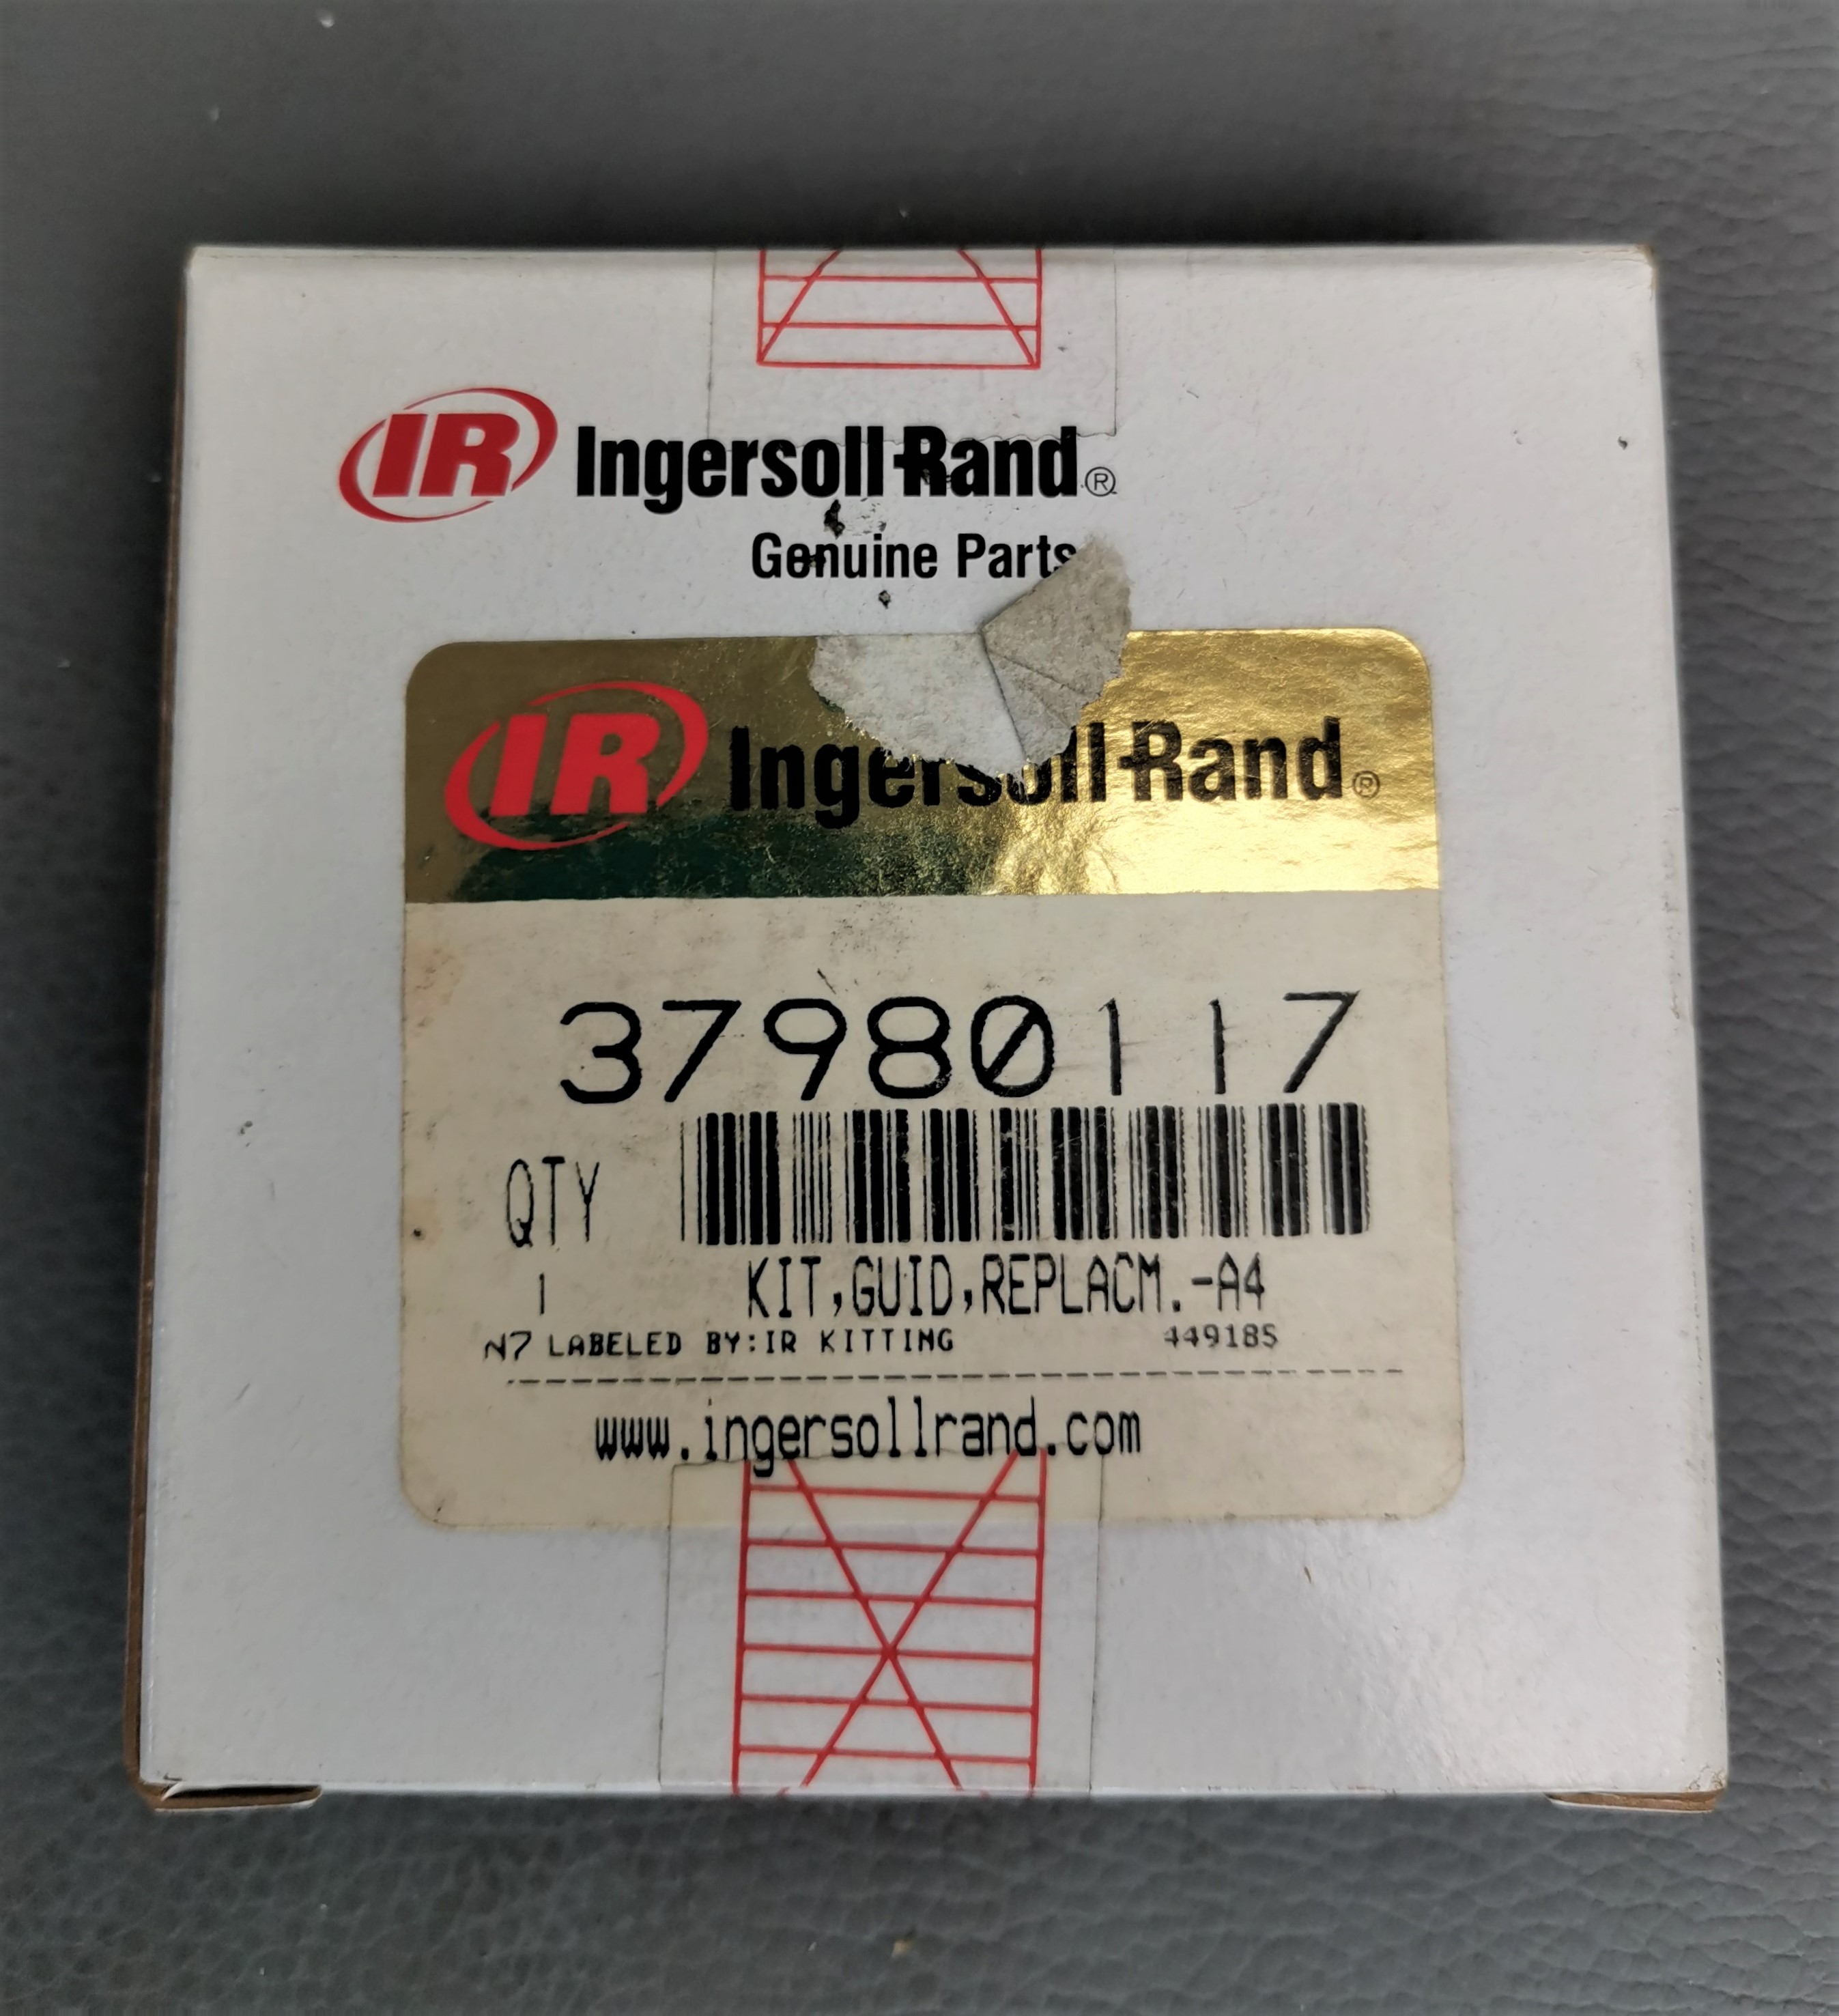 IR Ingersoll-Rand®
Genuine Parts
IR Ingersoll-Rand®
37980117
QTY
1 KIT,GUID,REPLACM.-A4
N7 LABELED BY:IR KITTING 449185
www.ingersollrand.com